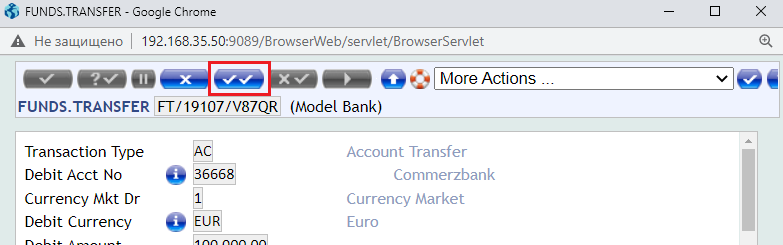 FUNDS.TRANSFER - Google Chrome
Не защищено 192.168.35.50:9089/BrowserWeb/servlet/BrowserServlet
More Actions ...
FUNDS.TRANSFER FT/19107/V87QR (Model Bank)
Transaction Type AC Account Transfer
Debit Acct No 36668 Commerzbank
Currency Mkt Dr 1 Currency Market
Debit Currency EUR Euro
Debit Amount 100,000.00